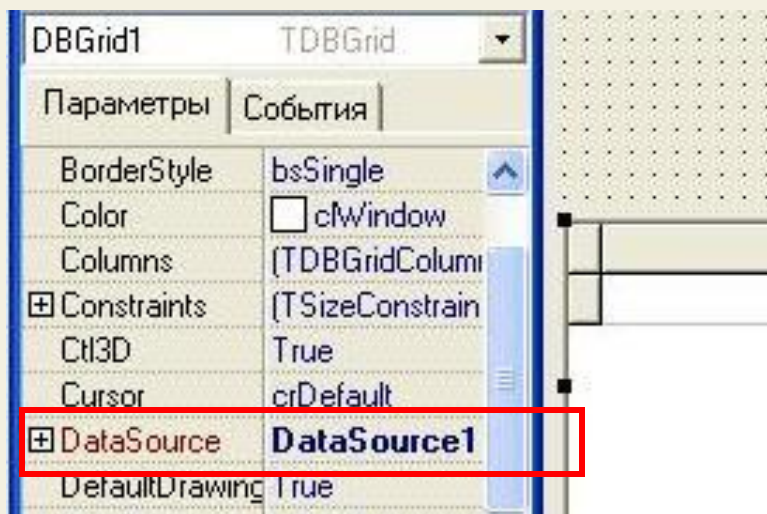 DBGrid1 TDBGrid
Параметры События
BorderStyle bsSingle
Color clWindow
Columns (TDBGridColum
Constraints (TSizeConstrain
Ctl3D True
Cursor crDefault
DataSource DataSource1
DefaultDrawing True